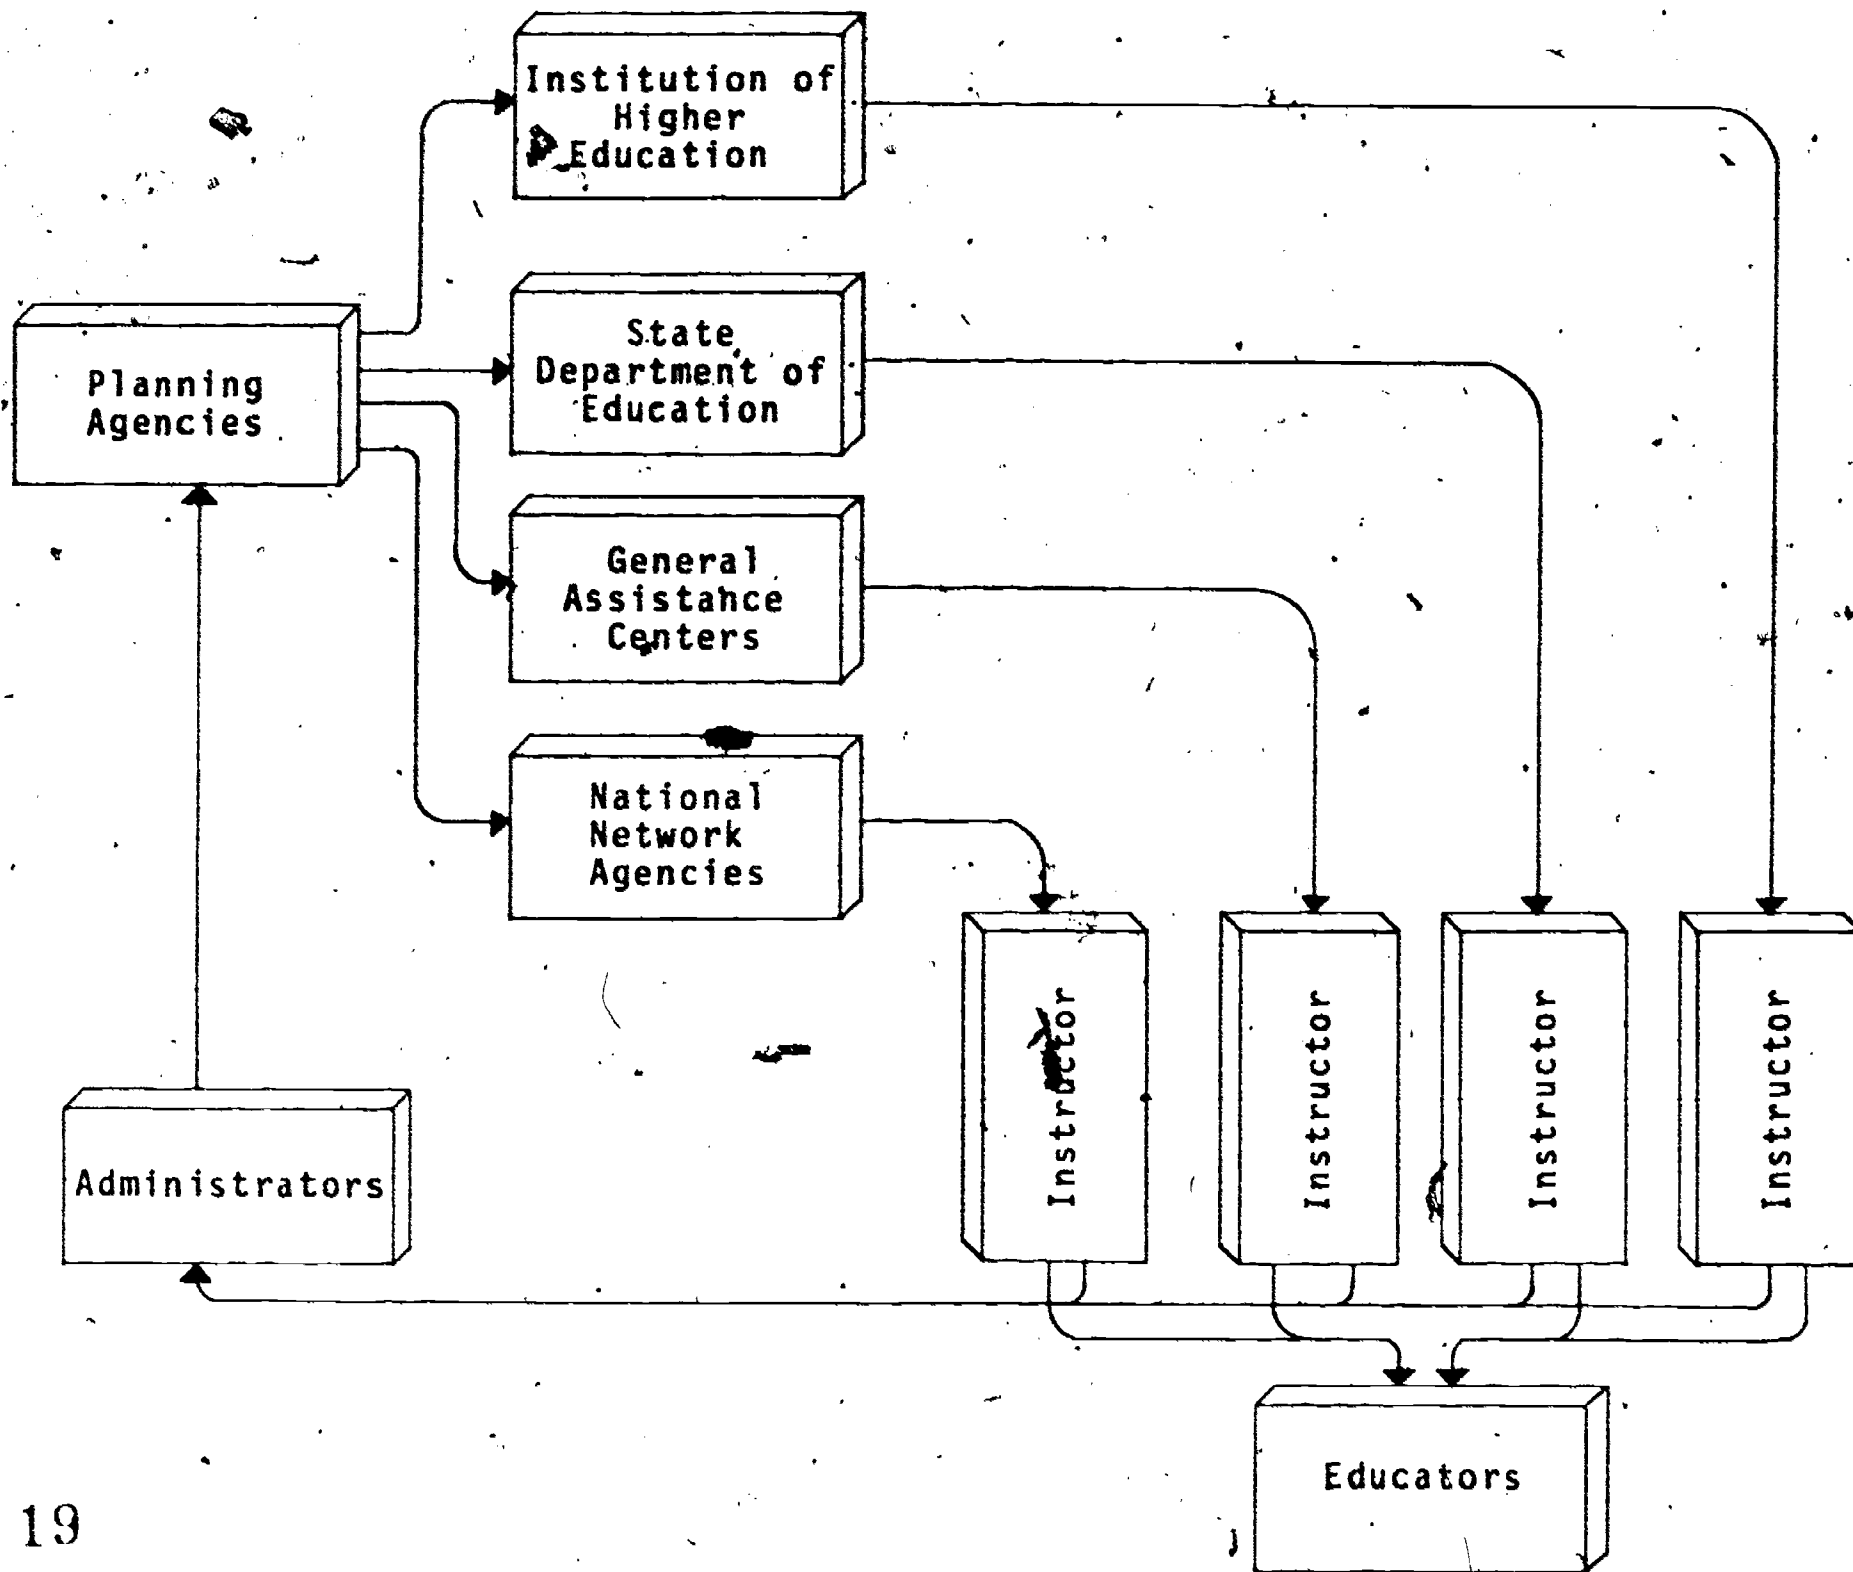 Institution of
Higher
Education
State
Department of
Education
Planning
Agencies
General
Assistance
Centers
National
Network
Agencies
Instructor
Instructor
Instructor
Instructor
Administrators
Educators
19